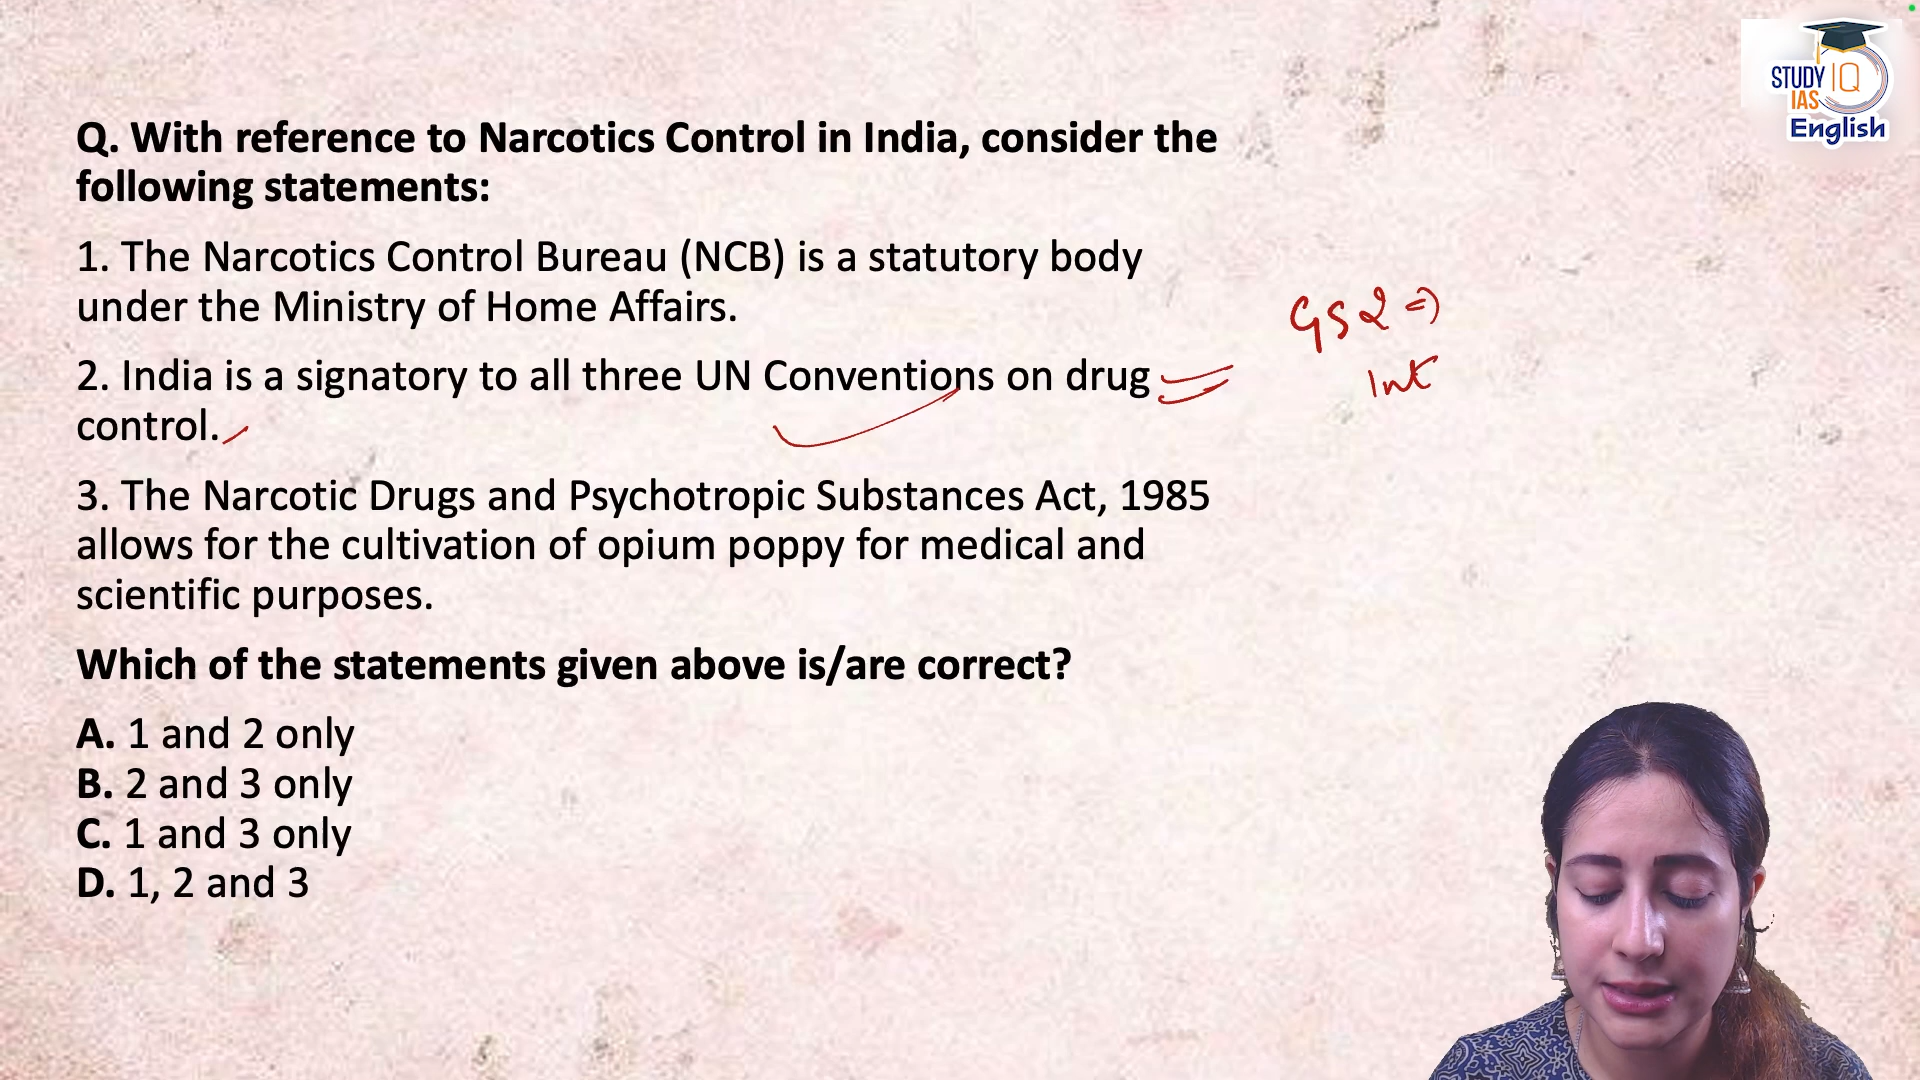 STUDY IQ
IAS
English
Q. With reference to Narcotics Control in India, consider the
following statements:
1. The Narcotics Control Bureau (NCB) is a statutory body
under the Ministry of Home Affairs.
2. India is a signatory to all three UN Conventions on drug
control.
3. The Narcotic Drugs and Psychotropic Substances Act, 1985
allows for the cultivation of opium poppy for medical and
scientific purposes.
Which of the statements given above is/are correct?
A. 1 and 2 only
B. 2 and 3 only
C. 1 and 3 only
D. 1, 2 and 3
GS2 =>
Int